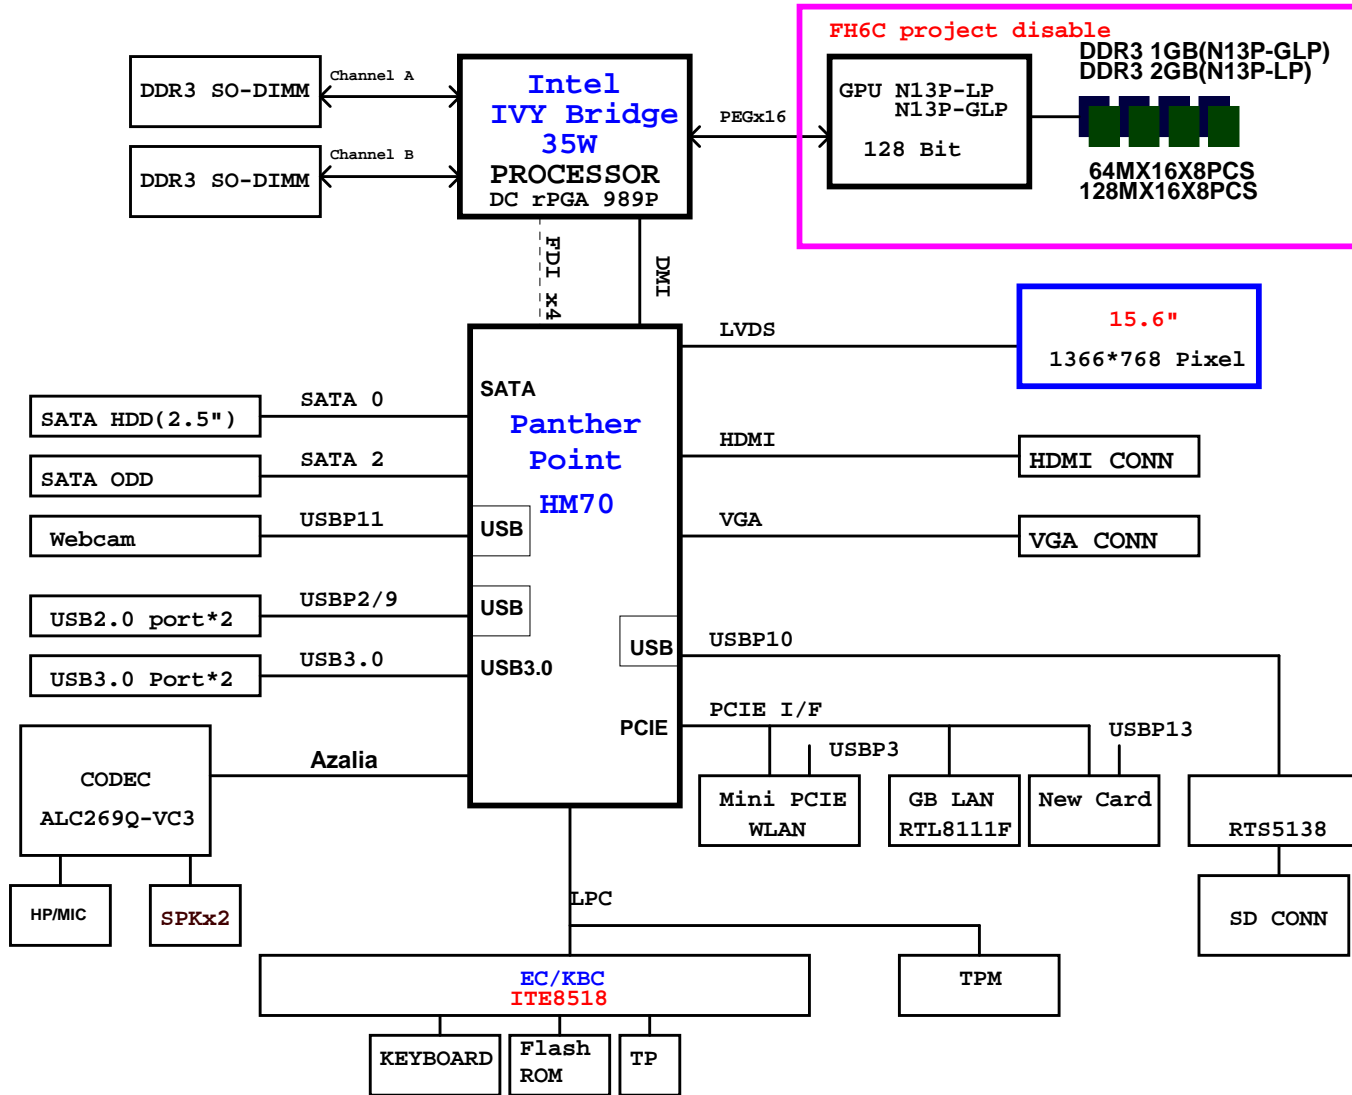 FH6C project disable
DDR3 1GB(N13P-GLP)
DDR3 2GB(N13P-LP)
DDR3 SO-DIMM
Channel A
Intel
IVY Bridge
35W
PROCESSOR
DC rPGA 989P
PEGx16
GPU N13P-LP
N13P-GLP
128 Bit
64MX16X8PCS
128MX16X8PCS
DDR3 SO-DIMM
Channel B
FDI x4
DMI
LVDS
15.6"
1366*768 Pixel
SATA
Panther
Point
HM70
SATA HDD(2.5")
SATA 0
SATA ODD
SATA 2
Webcam
USBP11
USB
USB2.0 port*2
USBP2/9
USB
USB3.0 Port*2
USB3.0
USB3.0
HDMI
HDMI CONN
VGA
VGA CONN
USB
USBP10
PCIE
PCIE I/F
USBP3
USBP13
Mini PCIE
WLAN
GB LAN
RTL8111F
New Card
RTS5138
SD CONN
Azalia
CODEC
ALC269Q-VC3
HP/MIC
SPKx2
LPC
EC/KBC
ITE8518
TPM
KEYBOARD
Flash
ROM
TP